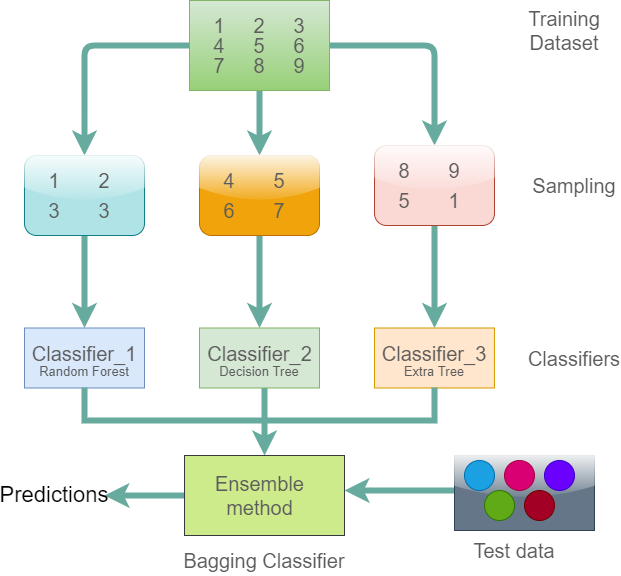 1 2 3
4 5 6
7 8 9
Training
Dataset
1 2
3 3
4 5
6 7
8 9
5 1
Sampling
Classifier_1
Random Forest
Classifier_2
Decision Tree
Classifier_3
Extra Tree
Classifiers
Predictions
Ensemble
method
Bagging Classifier
Test data